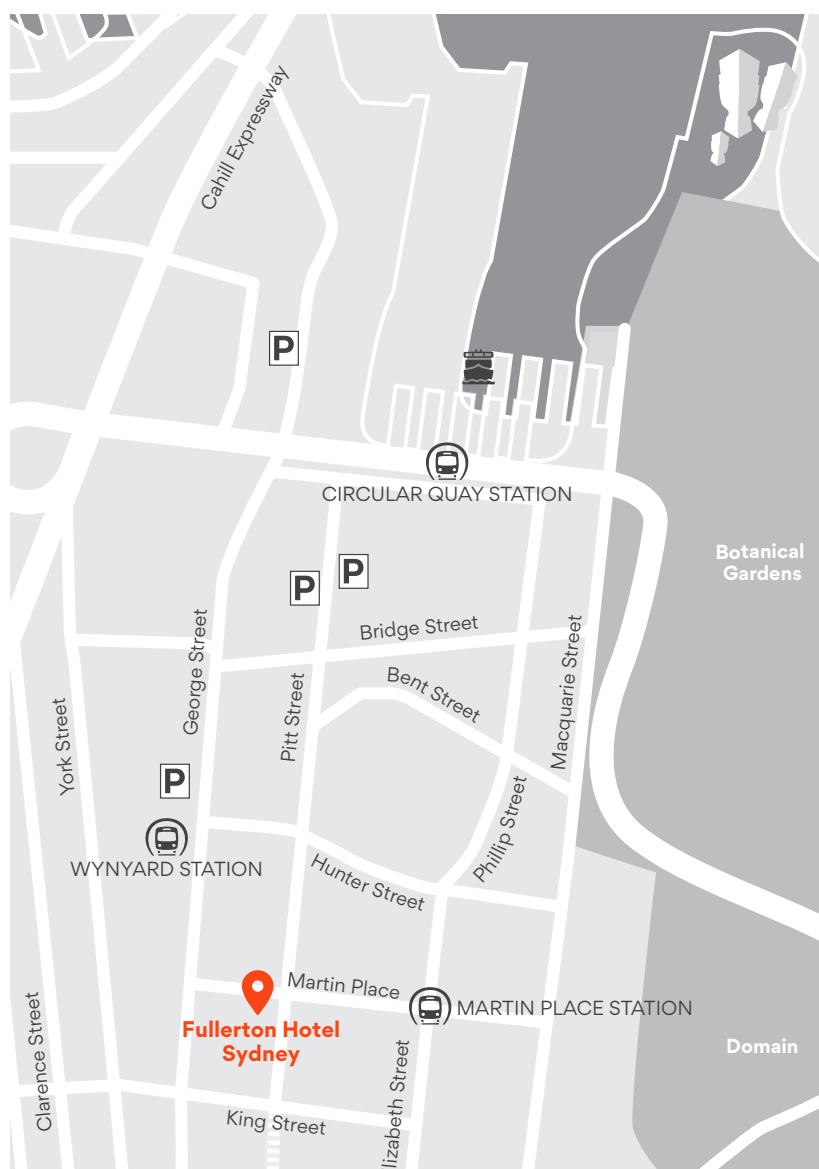 Cahill Expressway
P
CIRCULAR QUAY STATION
P
P
Botanical
Gardens
Bridge Street
George Street
Bent Street
Macquarie Street
Pitt Street
York Street
P
Phillip Street
WYNYARD STATION
Hunter Street
Martin Place
MARTIN PLACE STATION
Fullerton Hotel
Sydney
Domain
Clarence Street
lizabeth Street
King Street